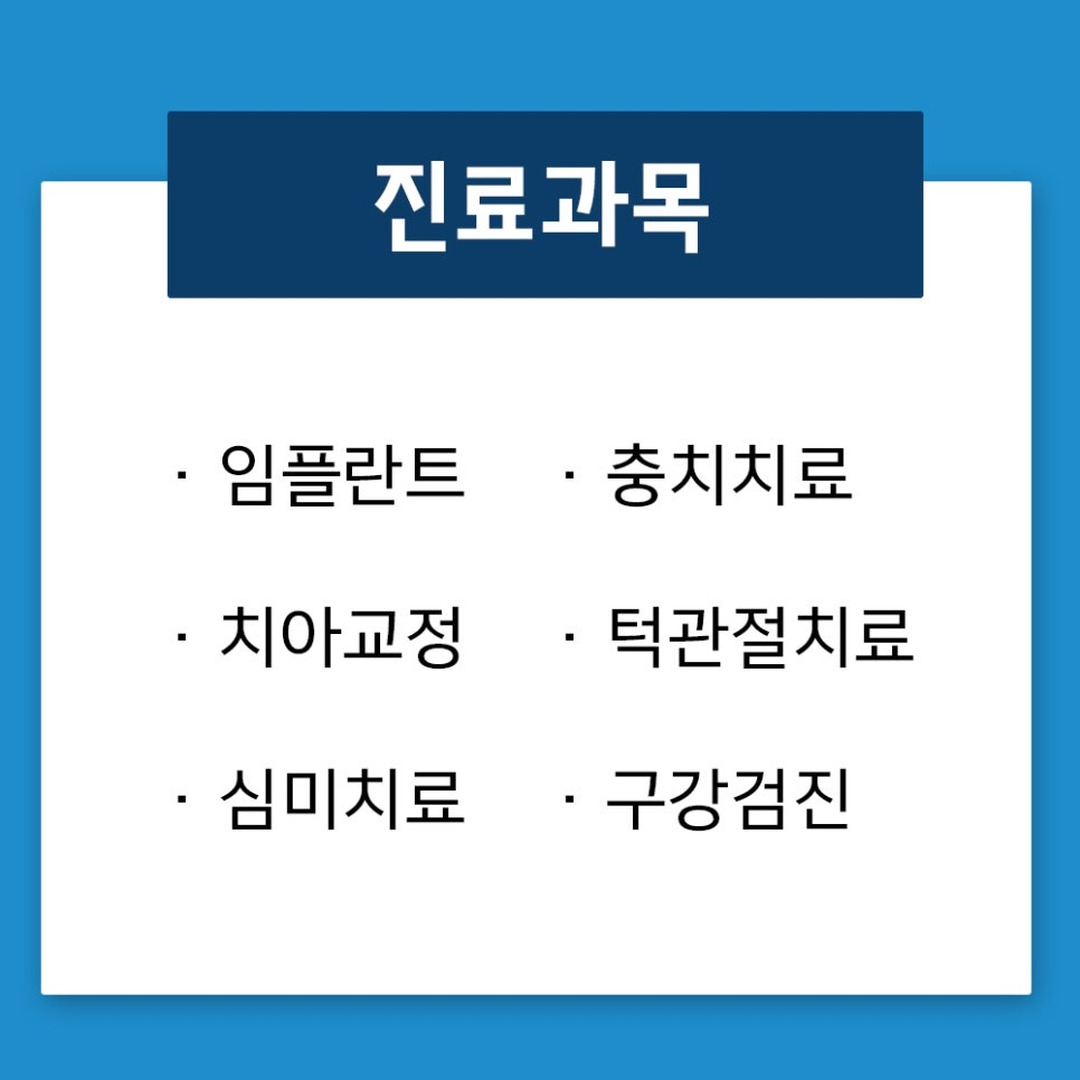 진료과목
· 임플란트
· 충치치료
· 치아교정
· 턱관절치료
· 심미치료
· 구강검진